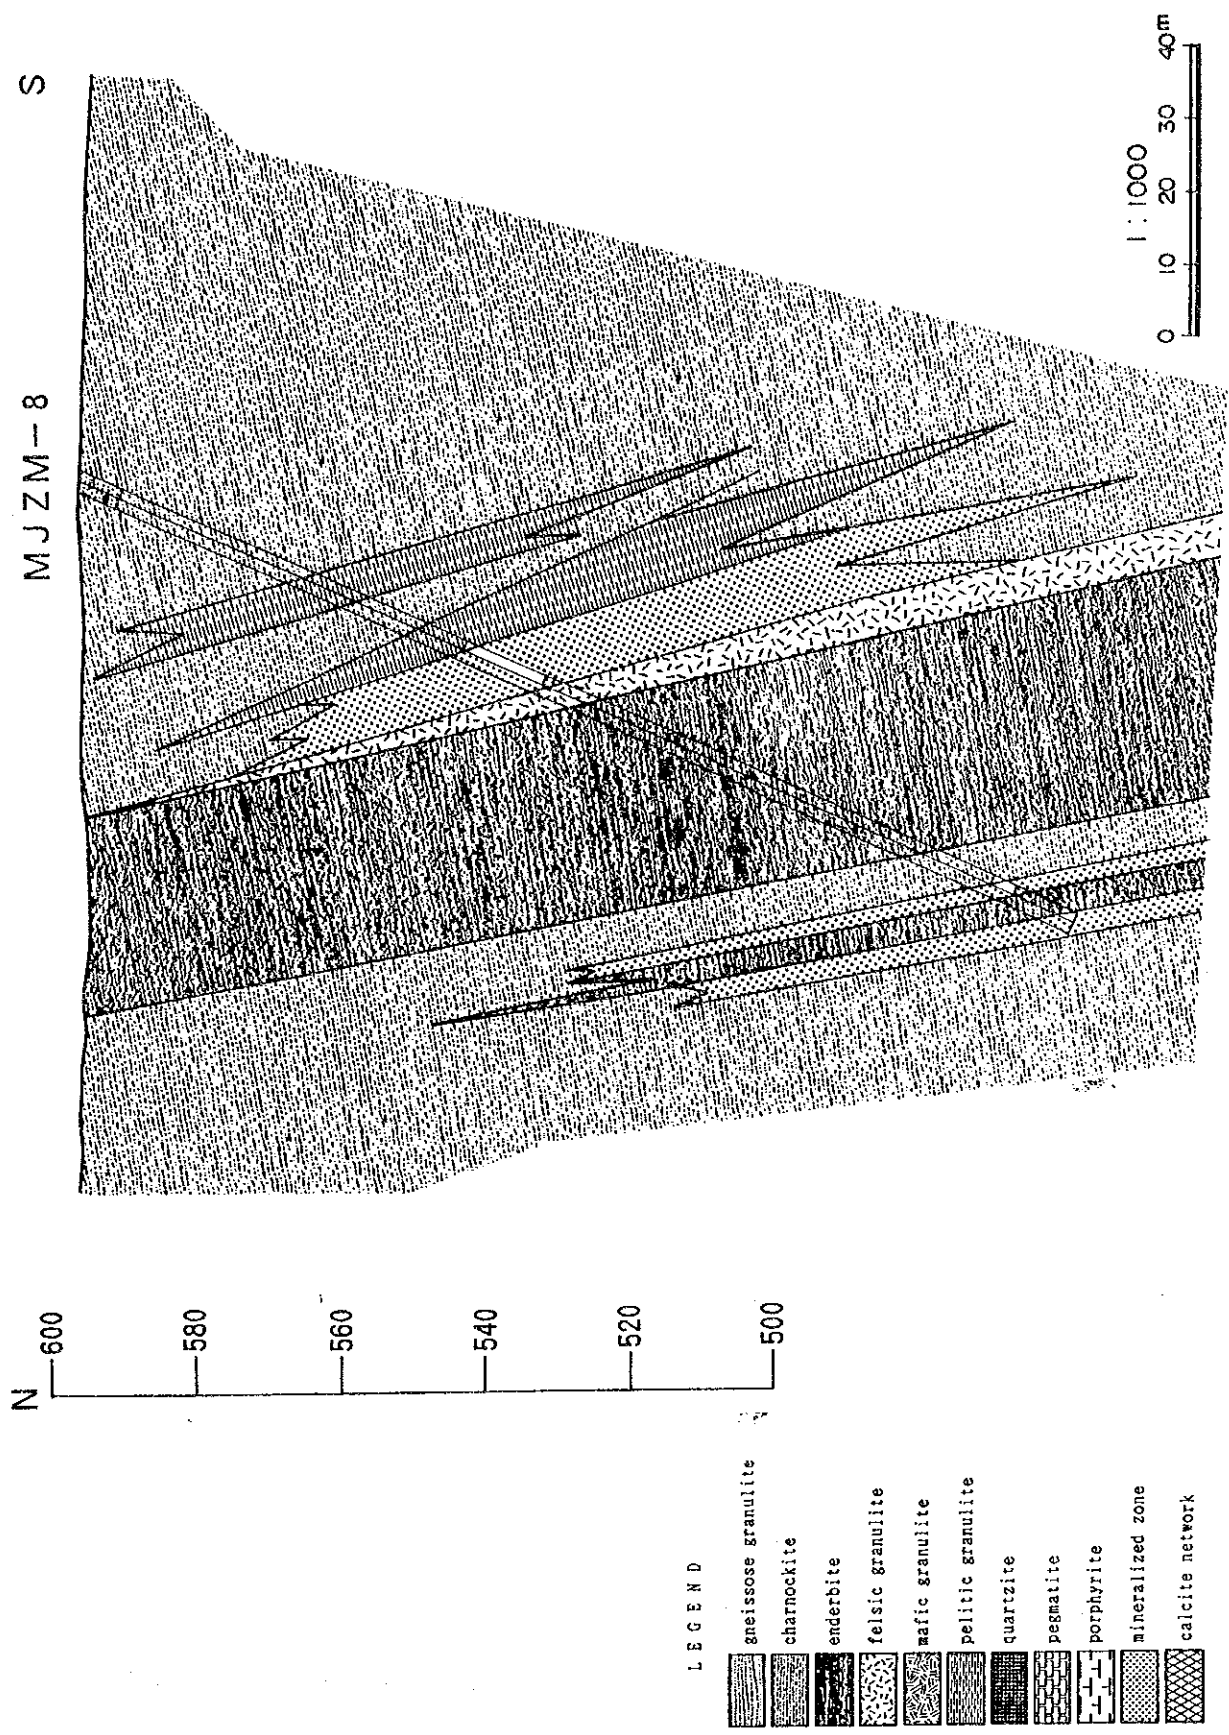 N
MJZM-8
S
600
580
560
540
520
500
1:1000
0 10 20 30 40m
LEGEND
gneissose granulite
charnockite
enderbite
felsic granulite
mafic granulite
pelitic granulite
quartzite
pegmatite
porphyrite
mineralized zone
calcite network